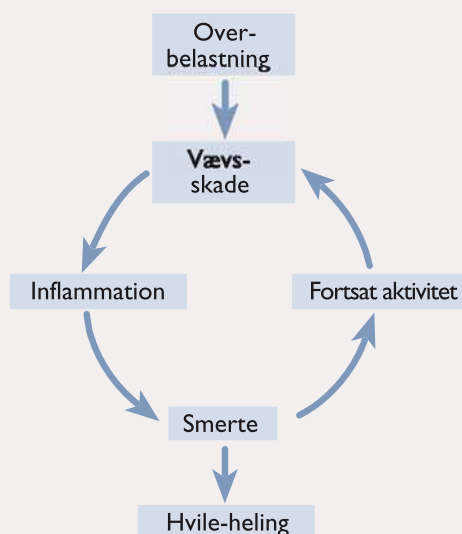 Over-
belastning
Vævs-
skade
Inflammation
Fortsat aktivitet
Smerte
Hvile-heling